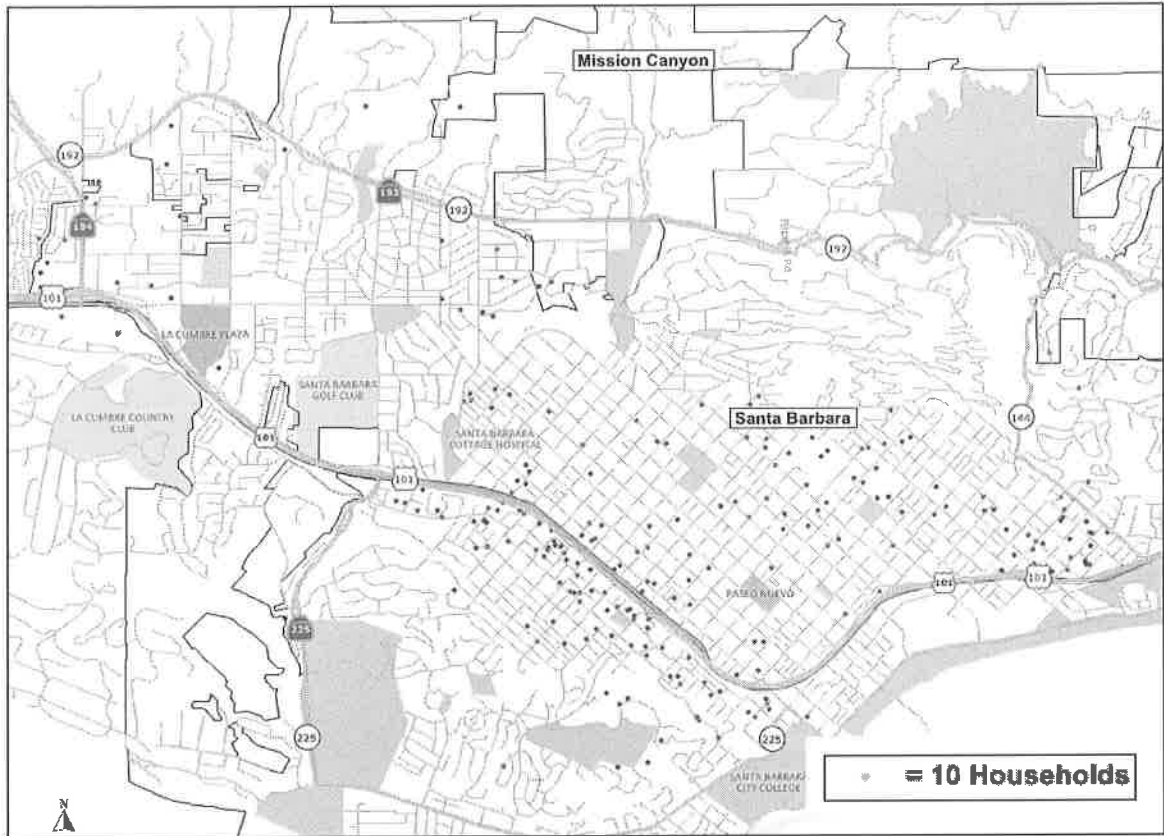 Mission Canyon
192
193
192
154
192
101
LA CUMBRE PLAZA
SANTA BARBARA
GOLF CLUB
LA CUMBRE COUNTRY
CLUB
Santa Barbara
101
SANTA BARBARA
COTTAGE HOSPITAL
101
101
101
PASEO NUEVO
225
225
225
SANTA BARBARA
CITY COLLEGE
= 10 Households
N